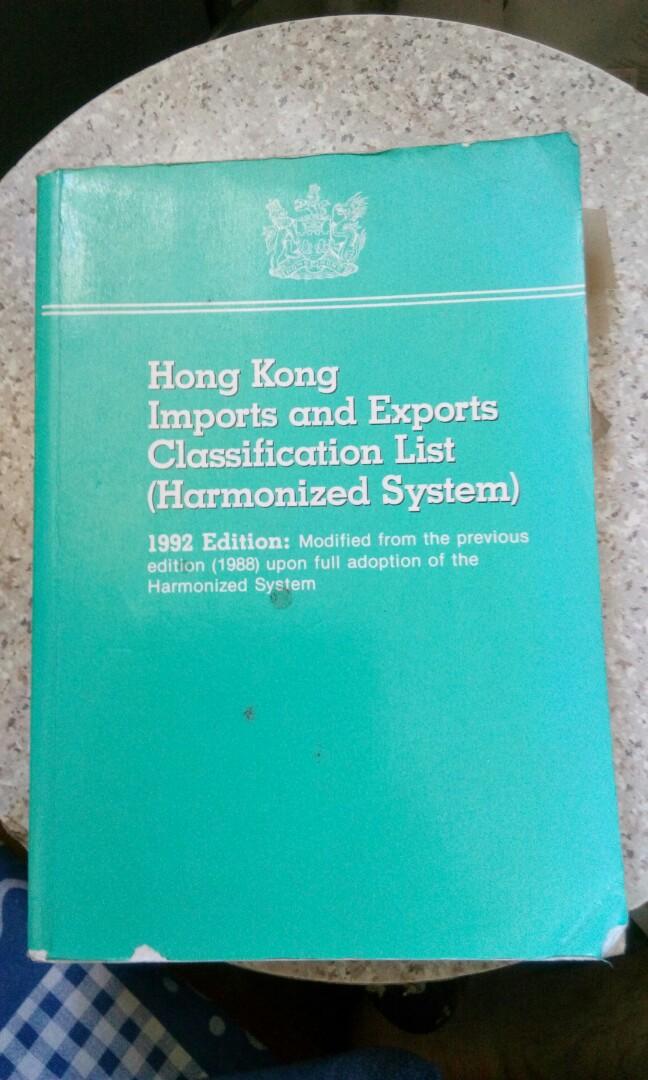 Hong Kong
Imports and Exports
Classification List
(Harmonized System)
1992 Edition: Modified from the previous
edition (1988) upon full adoption of the
Harmonized System